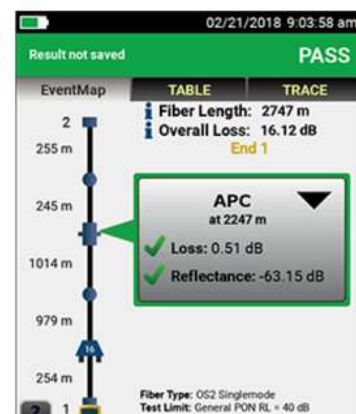 02/21/2018 9:03:58 am
Result not saved
PASS
EventMap
TABLE
TRACE
Fiber Length: 2747 m
Overall Loss: 16.12 dB
End 1
2
255 m
245 m
APC
at 2247 m
Loss: 0.51 dB
Reflectance: -63.15 dB
1014 m
979 m
16
254 m
1
Fiber Type: OS2 Singlemode
Test Limit: General PON RL = 40 dB